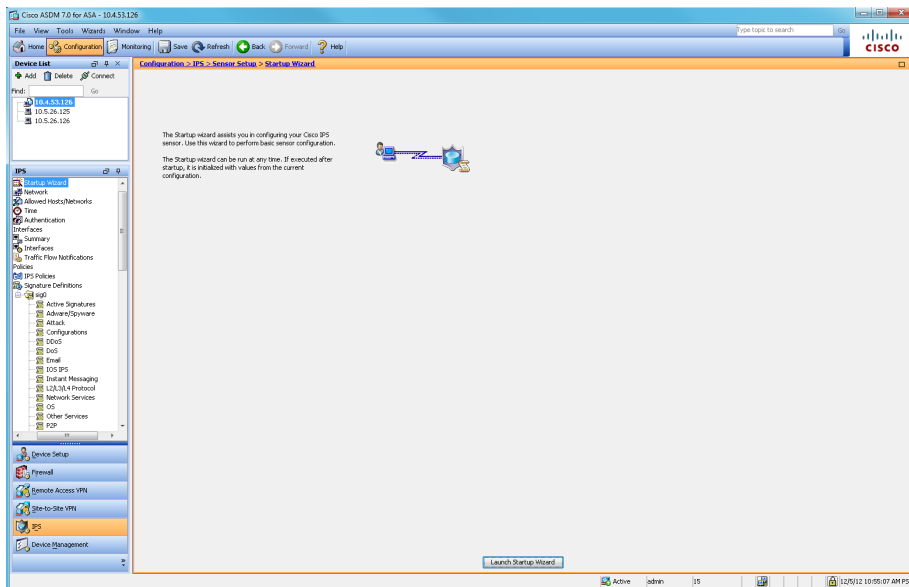 Cisco ASDM 7.0 for ASA - 10.4.53.126
File View Tools Wizards Window Help
Type topic to search Go
Home Configuration Monitoring Save Refresh Back Forward Help
CISCO
Device List
Add Delete Connect
Find: Go
10.4.53.126
10.5.26.125
10.5.26.126
IPS
Startup Wizard
Network
Allowed Hosts/Networks
Time
Authentication
Interfaces
Summary
Interfaces
Traffic Flow Notifications
Policies
IPS Policies
Signature Definitions
sig0
Active Signatures
Adware/Spyware
Attack
Configurations
DDoS
DoS
Email
IOS IPS
Instant Messaging
L2/L3/L4 Protocol
Network Services
OS
Other Services
P2P
Device Setup
Firewall
Remote Access VPN
Site-to-Site VPN
IPS
Device Management
Configuration > IPS > Sensor Setup > Startup Wizard
The Startup wizard assists you in configuring your Cisco IPS
sensor. Use this wizard to perform basic sensor configuration.
The Startup wizard can be run at any time. If executed after
startup, it is initialized with values from the current
configuration.
Launch Startup Wizard
Active admin 15 12/5/12 10:55:07 AM PS